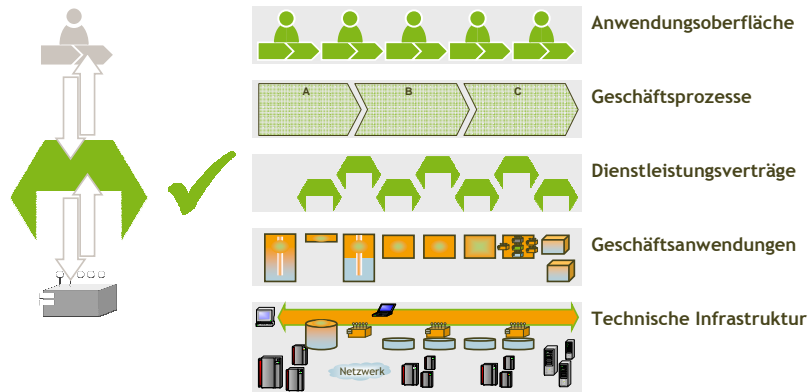 Anwendungsoberfläche
A B C
Geschäftsprozesse
Dienstleistungsverträge
Geschäftsanwendungen
Technische Infrastruktur
Netzwerk